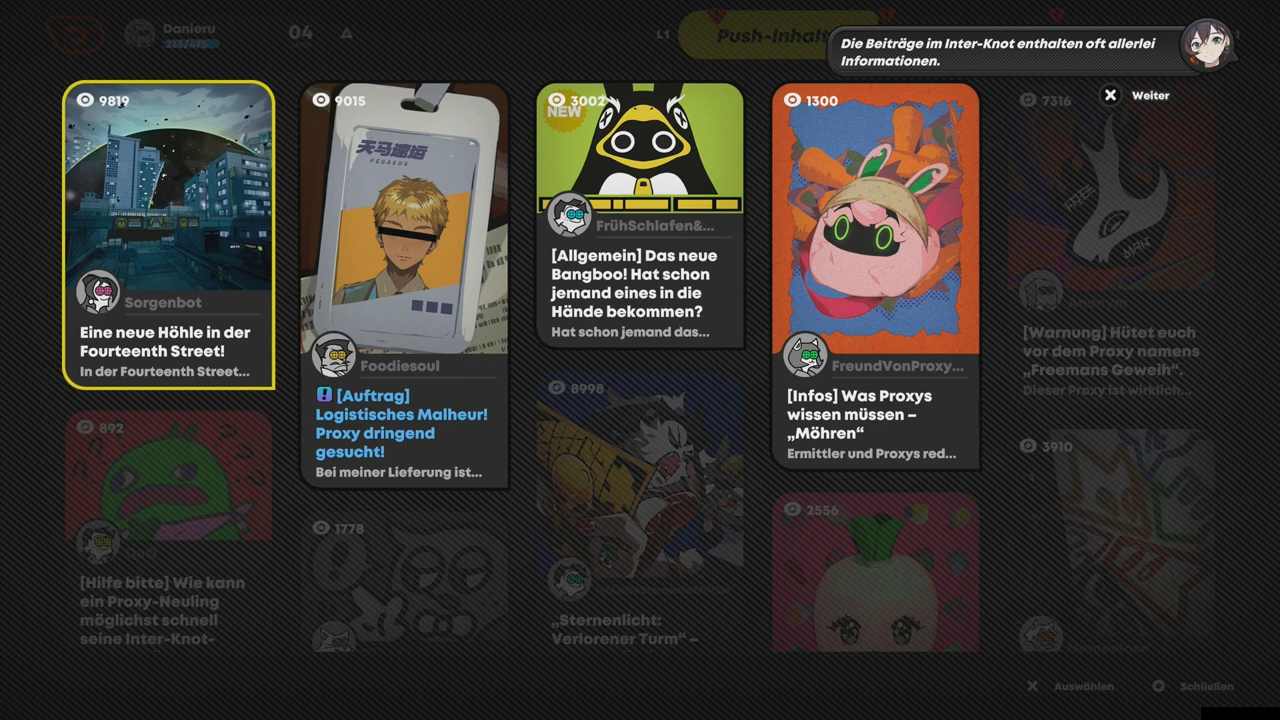 Danieru
235/470
04
L1
Push-Inhalt
Die Beiträge im Inter-Knot enthalten oft allerlei
Informationen.
Weiter
9819
Sorgenbot
Eine neue Höhle in der
Fourteenth Street!
In der Fourteenth Street...
9015
天马速运
PEGASUS
Foodiesoul
[Auftrag]
Logistisches Malheur!
Proxy dringend
gesucht!
Bei meiner Lieferung ist...
3002
NEW
FrühSchlafen&...
[Allgemein] Das neue
Bangboo! Hat schon
jemand eines in die
Hände bekommen?
Hat schon jemand das...
1300
FreundVonProxy...
[Infos] Was Proxys
wissen müssen –
„Möhren“
Ermittler und Proxys red...
7316
[Warnung] Hütet euch
vor dem Proxy namens
„Freemans Geweih“.
Dieser Proxy ist wirklich...
892
[Hilfe bitte] Wie kann
ein Proxy-Neuling
möglichst schnell
seine Inter-Knot-
1778
8998
„Sternenlicht:
Verlorener Turm“ –
2556
3910
Auswählen
Schließen